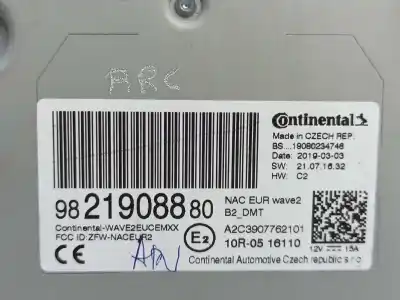 ARC
Continental
Made in CZECH REP.
BS....19080234746
Date: 2019-03-03
SW: 21.07.16.32
HW: C2
98 219088 80
NAC EUR wave2
B2_DMT
Continental-WAVE2EUCEMXX
A2C3907762101
FCC ID:ZFW-NACEUR2
E2
10R-05 16110
12V 15A
CE
Continental Automotive Czech republic s.r.o.